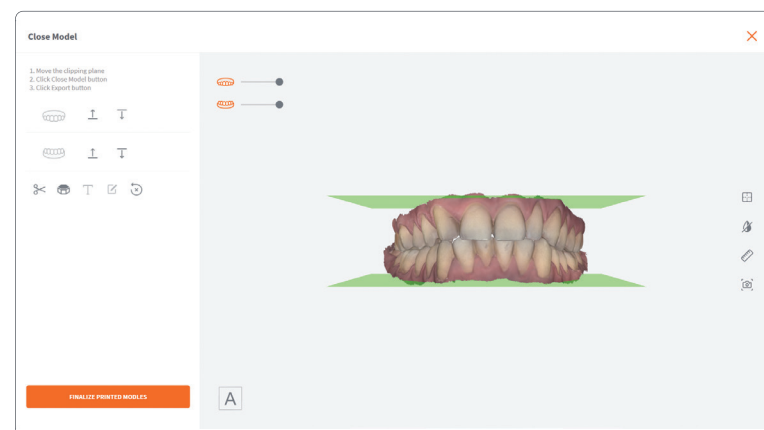 Close Model
1. Move the clipping plane
2. Click Close Model button
3. Click Export button
T
FINALIZE PRINTED MODLES
A